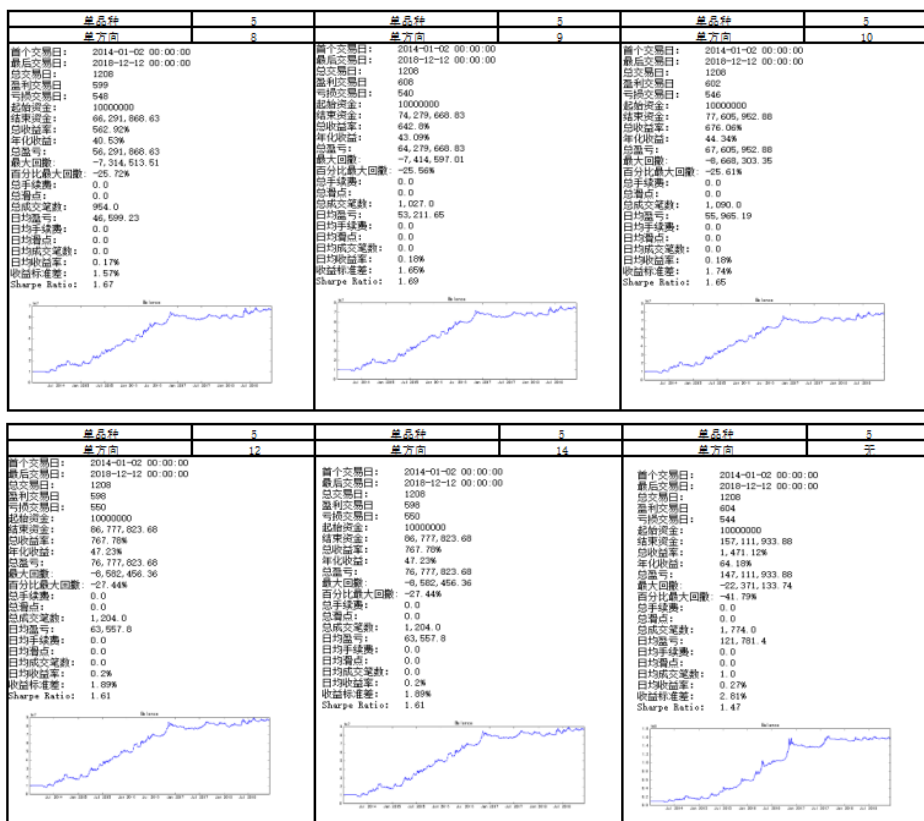 单品种 5
单方向 8
首个交易日: 2014-01-02 00:00:00
最后交易日: 2018-12-12 00:00:00
总交易日: 1208
盈利交易日 599
亏损交易日: 548
起始资金: 10000000
结束资金: 66,291,868.63
总收益率: 562.92%
年化收益: 40.53%
总盈亏: 56,291,868.63
最大回撤: -7,314,513.51
百分比最大回撤: -25.72%
总手续费: 0.0
总滑点: 0.0
总成交笔数: 954.0
日均盈亏: 46,599.23
日均手续费: 0.0
日均滑点: 0.0
日均成交笔数: 0.0
日均收益率: 0.17%
收益标准差: 1.57%
Sharpe Ratio: 1.67
Balance
单品种 5
单方向 9
首个交易日: 2014-01-02 00:00:00
最后交易日: 2018-12-12 00:00:00
总交易日: 1208
盈利交易日 608
亏损交易日: 540
起始资金: 10000000
结束资金: 74,279,668.83
总收益率: 642.8%
年化收益: 43.09%
总盈亏: 64,279,668.83
最大回撤: -7,414,597.01
百分比最大回撤: -25.56%
总手续费: 0.0
总滑点: 0.0
总成交笔数: 1,027.0
日均盈亏: 53,211.65
日均手续费: 0.0
日均滑点: 0.0
日均成交笔数: 0.0
日均收益率: 0.18%
收益标准差: 1.65%
Sharpe Ratio: 1.69
Balance
单品种 5
单方向 10
首个交易日: 2014-01-02 00:00:00
最后交易日: 2018-12-12 00:00:00
总交易日: 1208
盈利交易日 602
亏损交易日: 546
起始资金: 10000000
结束资金: 77,605,952.88
总收益率: 676.06%
年化收益: 44.34%
总盈亏: 67,605,952.88
最大回撤: -8,668,303.35
百分比最大回撤: -25.61%
总手续费: 0.0
总滑点: 0.0
总成交笔数: 1,090.0
日均盈亏: 55,965.19
日均手续费: 0.0
日均滑点: 0.0
日均成交笔数: 0.0
日均收益率: 0.18%
收益标准差: 1.74%
Sharpe Ratio: 1.65
Balance
单品种 5
单方向 12
首个交易日: 2014-01-02 00:00:00
最后交易日: 2018-12-12 00:00:00
总交易日: 1208
盈利交易日 598
亏损交易日: 550
起始资金: 10000000
结束资金: 86,777,823.68
总收益率: 767.78%
年化收益: 47.23%
总盈亏: 76,777,823.68
最大回撤: -8,582,456.36
百分比最大回撤: -27.44%
总手续费: 0.0
总滑点: 0.0
总成交笔数: 1,204.0
日均盈亏: 63,557.8
日均手续费: 0.0
日均滑点: 0.0
日均成交笔数: 0.0
日均收益率: 0.2%
收益标准差: 1.89%
Sharpe Ratio: 1.61
Balance
单品种 5
单方向 14
首个交易日: 2014-01-02 00:00:00
最后交易日: 2018-12-12 00:00:00
总交易日: 1208
盈利交易日 598
亏损交易日: 550
起始资金: 10000000
结束资金: 86,777,823.68
总收益率: 767.78%
年化收益: 47.23%
总盈亏: 76,777,823.68
最大回撤: -8,582,456.36
百分比最大回撤: -27.44%
总手续费: 0.0
总滑点: 0.0
总成交笔数: 1,204.0
日均盈亏: 63,557.8
日均手续费: 0.0
日均滑点: 0.0
日均成交笔数: 0.0
日均收益率: 0.2%
收益标准差: 1.89%
Sharpe Ratio: 1.61
Balance
单品种 5
单方向 无
首个交易日: 2014-01-02 00:00:00
最后交易日: 2018-12-12 00:00:00
总交易日: 1208
盈利交易日 604
亏损交易日: 544
起始资金: 10000000
结束资金: 157,111,933.88
总收益率: 1,471.12%
年化收益: 64.18%
总盈亏: 147,111,933.88
最大回撤: -22,371,133.74
百分比最大回撤: -41.79%
总手续费: 0.0
总滑点: 0.0
总成交笔数: 1,774.0
日均盈亏: 121,781.4
日均手续费: 0.0
日均滑点: 0.0
日均成交笔数: 1.0
日均收益率: 0.27%
收益标准差: 2.81%
Sharpe Ratio: 1.47
Balance